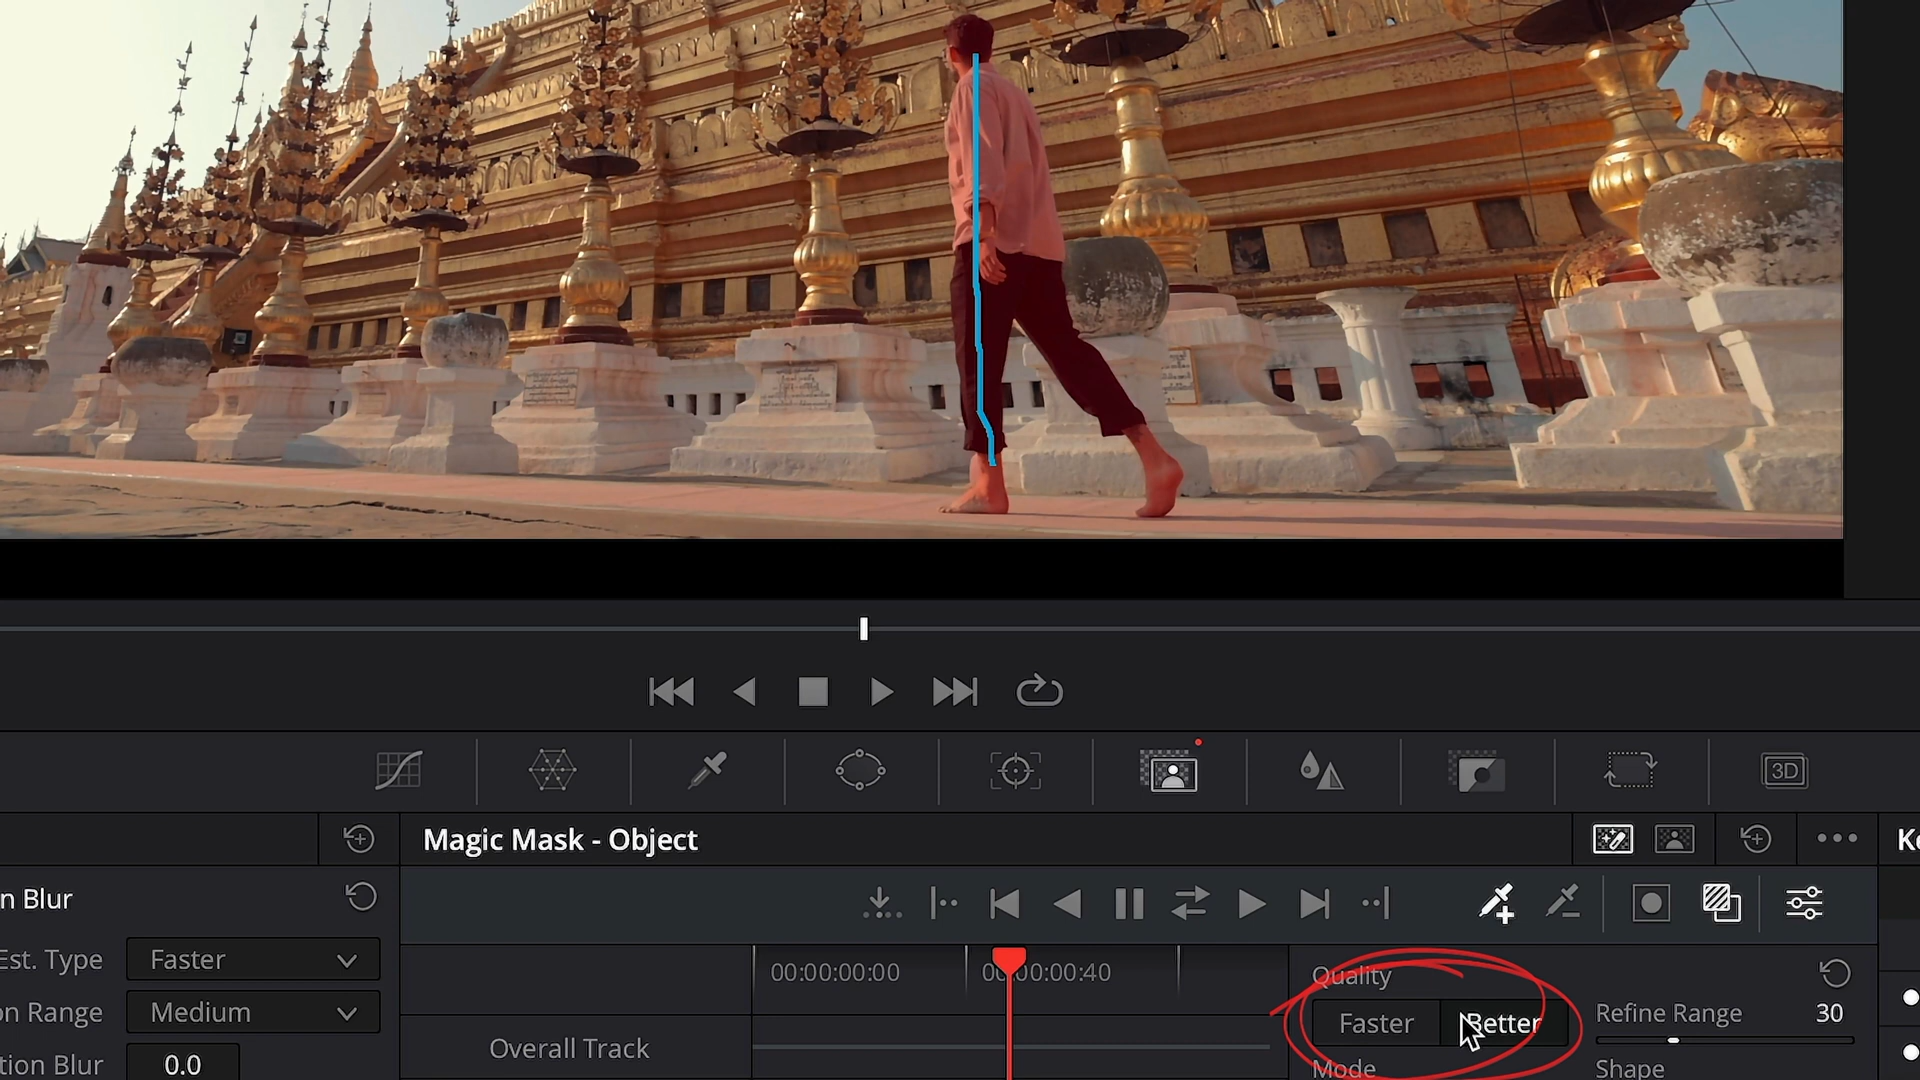 3D
Magic Mask - Object
n Blur
Est. Type
Faster
on Range
Medium
tion Blur
0.0
00:00:00:00
00:00:00:40
Overall Track
Quality
Faster
Better
Mode
Refine Range
30
Shape